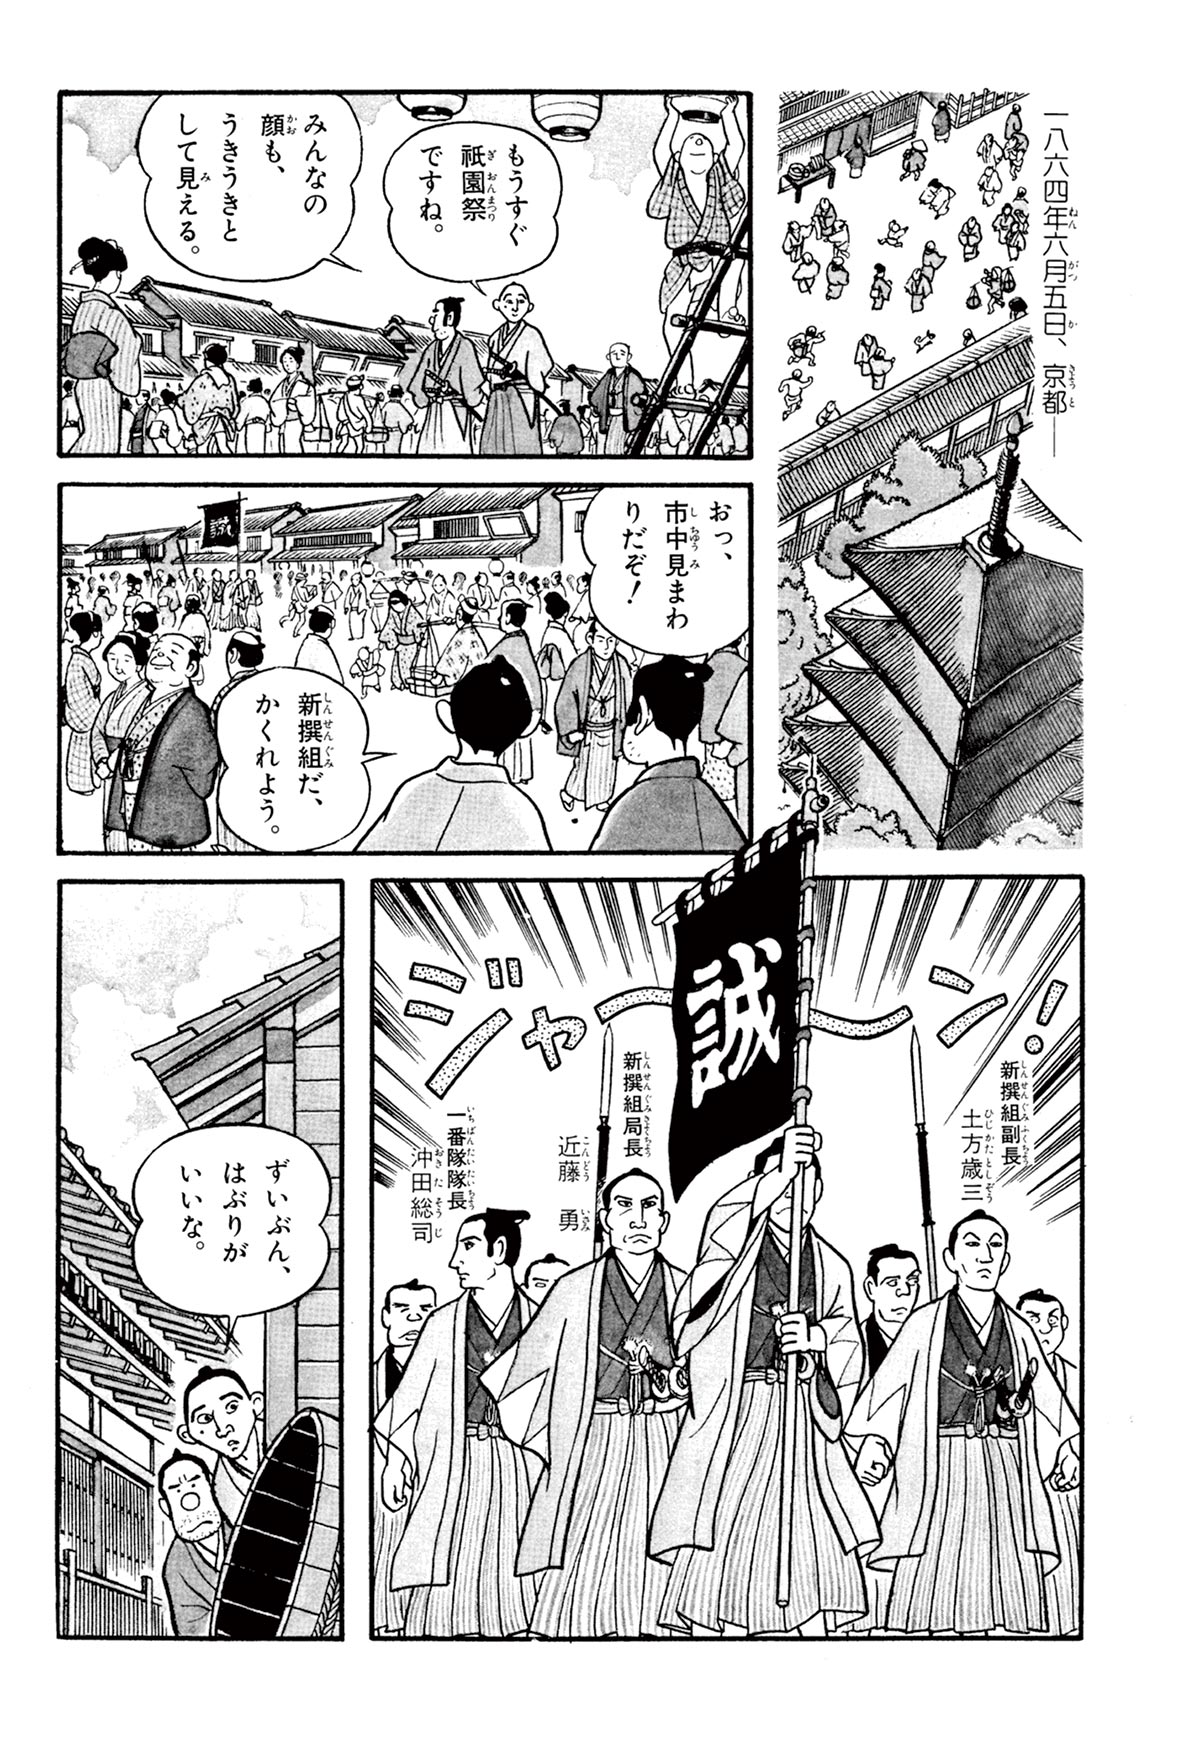 一八六四年六月五日、京都──
もうすぐ
祇園祭
ですね。
みんなの
顔も、
うきうきと
して見える。
おっ、
市中見まわ
りだぞ！
新撰組だ、
かくれよう。
誠
ジャーーン！
誠
新撰組副長
土方歳三
新撰組局長
近藤 勇
一番隊隊長
沖田総司
ずいぶん、
はぶりが
いいな。